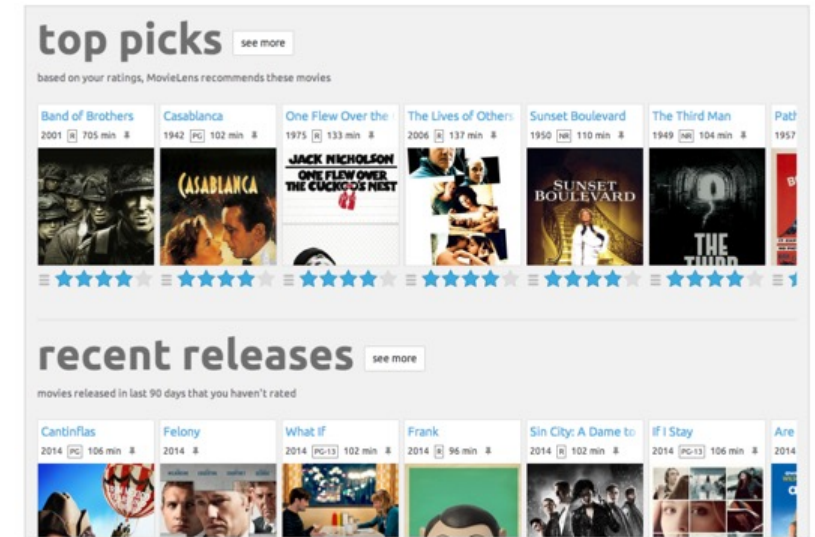 top picks see more
based on your ratings, MovieLens recommends these movies
Band of Brothers Casablanca One Flew Over the The Lives of Others Sunset Boulevard The Third Man Path
2001 R 705 min 1942 PG 102 min 1975 R 133 min 2006 R 137 min 1950 NR 110 min 1949 NR 104 min 1957
JACK NICHOLSON
ONE FLEW OVER
THE CUCKOO'S NEST
CASABLANCA
SUNSET
BOULEVARD
THE
THIRD
recent releases see more
movies released in last 90 days that you haven't rated
Cantinflas Felony What If Frank Sin City: A Dame to If I Stay Are
2014 PG 106 min 2014 2014 PG-13 102 min 2014 R 96 min 2014 R 102 min 2014 PG-13 106 min 2014